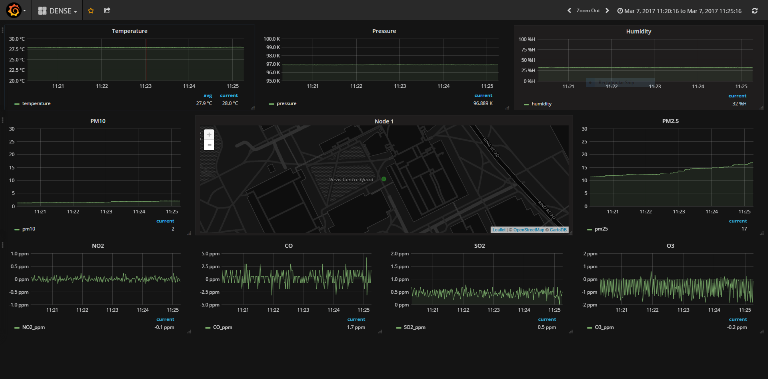 DENSE
Zoom Out
Mar 7, 2017 11:20:16 to Mar 7, 2017 11:25:16
Temperature
30.0 °C
27.5 °C
25.0 °C
22.5 °C
20.0 °C
11:21 11:22 11:23 11:24 11:25
avg current
temperature 27.9 °C 28.0 °C
Pressure
100.0 K
99.0 K
98.0 K
97.0 K
96.0 K
95.0 K
11:21 11:22 11:23 11:24 11:25
current
pressure 96.889 K
Humidity
100 %H
75 %H
50 %H
25 %H
0 %H
11:21 11:22 11:23 11:24 11:25
current
humidity 32 %H
PM10
30
25
20
15
10
5
0
11:21 11:22 11:23 11:24 11:25
current
pm10 2
Node 1
+
-
Leaflet | © OpenStreetMap © CartoDB
PM2.5
30
25
20
15
10
5
0
11:21 11:22 11:23 11:24 11:25
current
pm25 17
NO2
1.0 ppm
0.5 ppm
0 ppm
-0.5 ppm
-1.0 ppm
11:21 11:22 11:23 11:24 11:25
current
NO2_ppm -0.1 ppm
CO
5.0 ppm
2.5 ppm
0 ppm
-2.5 ppm
-5.0 ppm
11:21 11:22 11:23 11:24 11:25
current
CO_ppm 1.7 ppm
SO2
2.0 ppm
1.5 ppm
1.0 ppm
0.5 ppm
0 ppm
11:21 11:22 11:23 11:24 11:25
current
SO2_ppm 0.5 ppm
O3
2 ppm
1 ppm
0 ppm
-1 ppm
-2 ppm
11:21 11:22 11:23 11:24 11:25
current
O3_ppm -0.2 ppm